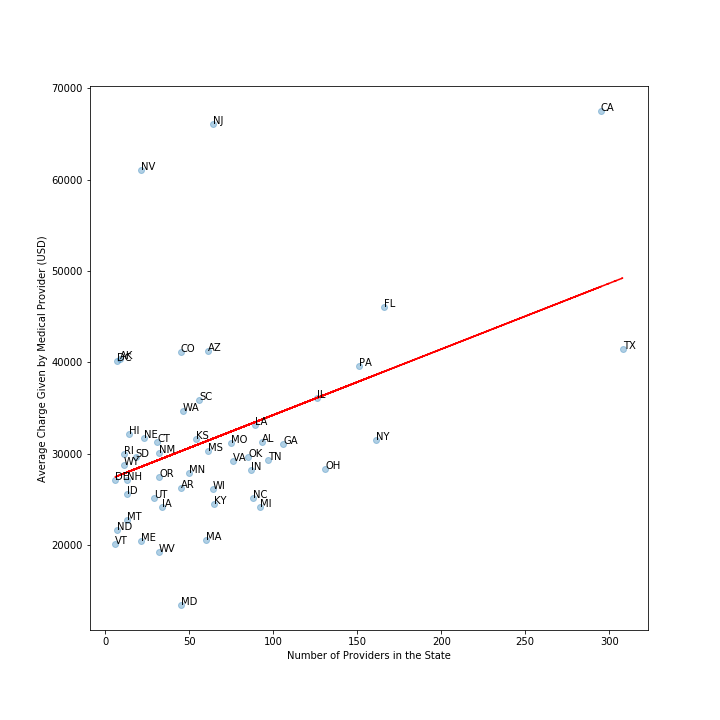 70000
60000
50000
40000
30000
20000
Average Charge Given by Medical Provider (USD)
CA
NJ
NV
FL
TX
CO
AZ
AK
DC
PA
IL
SC
WA
LA
HI
NE
KS
NY
CT
MO
AL
GA
RI
NM
MS
SD
OK
VA
TN
WY
IN
OH
MN
DE
NH
OR
AR
WI
ID
UT
NC
KY
IA
MI
MT
ND
VT
ME
MA
WV
MD
0
50
100
150
200
250
300
Number of Providers in the State